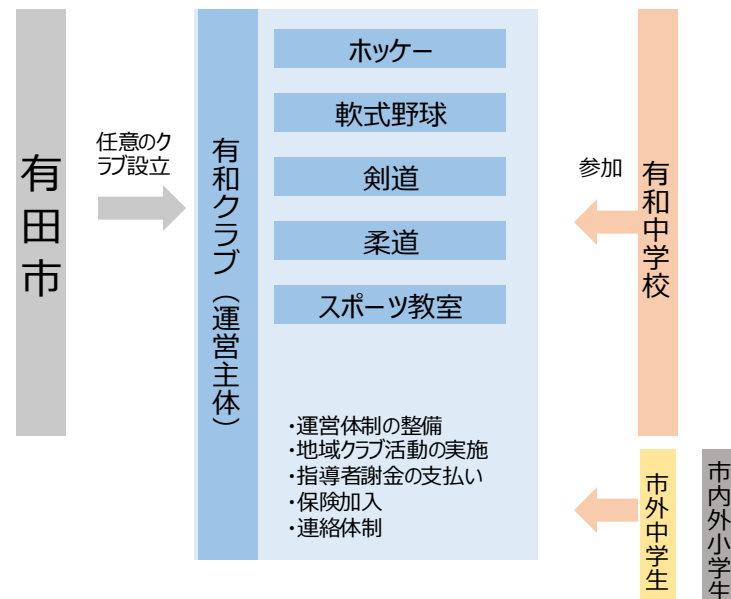 有田市
任意のク
ラブ設立
有和クラブ（運営主体）
ホッケー
軟式野球
剣道
柔道
スポーツ教室
・運営体制の整備
・地域クラブ活動の実施
・指導者謝金の支払い
・保険加入
・連絡体制
参加
有和中学校
市外中学生
市内外小学生